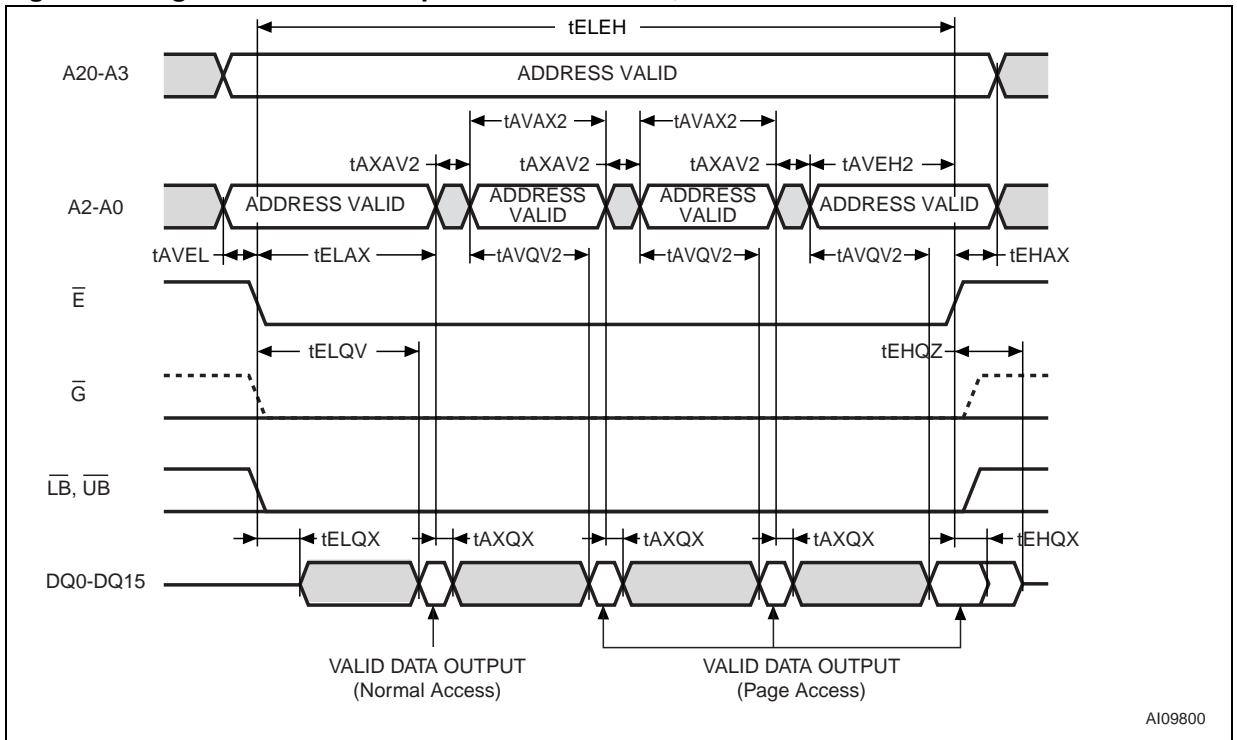 tELEH
A20-A3
ADDRESS VALID
tAVAX2
tAVAX2
tAXAV2
tAXAV2
tAXAV2
tAVEH2
A2-A0
ADDRESS VALID
ADDRESS
VALID
ADDRESS
VALID
ADDRESS VALID
tAVEL
tELAX
tAVQV2
tAVQV2
tAVQV2
tEHAX
E̅
tELQV
tEHQZ
G̅
L̅B̅, U̅B̅
tELQX
tAXQX
tAXQX
tAXQX
tEHQX
DQ0-DQ15
VALID DATA OUTPUT
(Normal Access)
VALID DATA OUTPUT
(Page Access)
AI09800